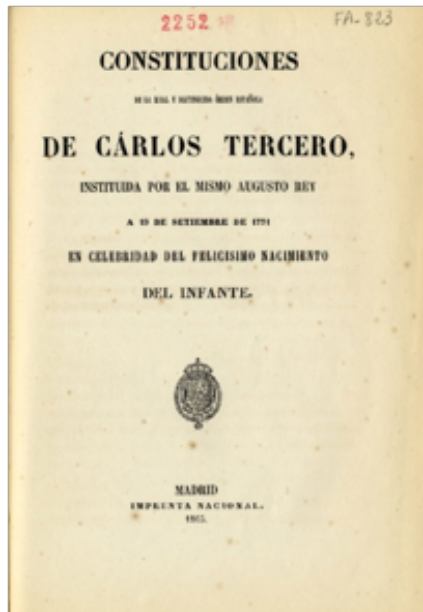 2252
FA-823
CONSTITUCIONES
DE LA REAL Y DISTINGUIDA ÓRDEN ESPAÑOLA
DE CÁRLOS TERCERO,
INSTITUIDA POR EL MISMO AUGUSTO REY
A 19 DE SETIEMBRE DE 1771
EN CELEBRIDAD DEL FELICISIMO NACIMIENTO
DEL INFANTE.
MADRID
IMPRENTA NACIONAL.